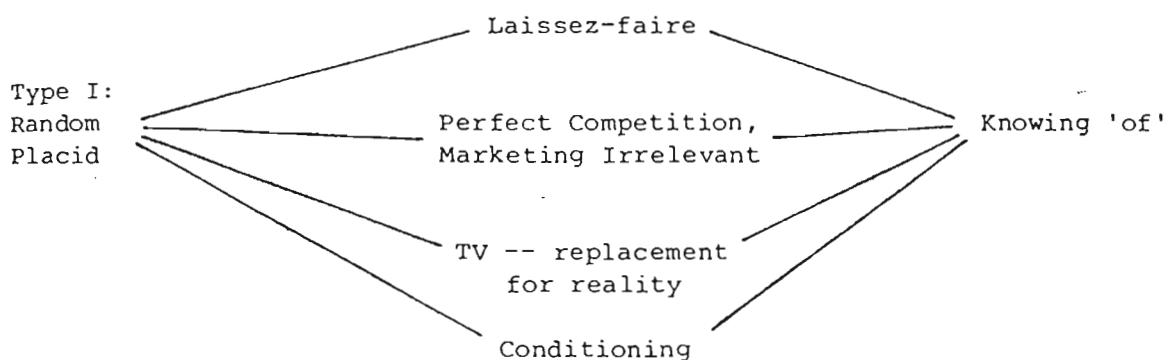 Laissez-faire
Type I:
Random
Placid
Perfect Competition,
Marketing Irrelevant
Knowing 'of'
TV -- replacement
for reality
Conditioning